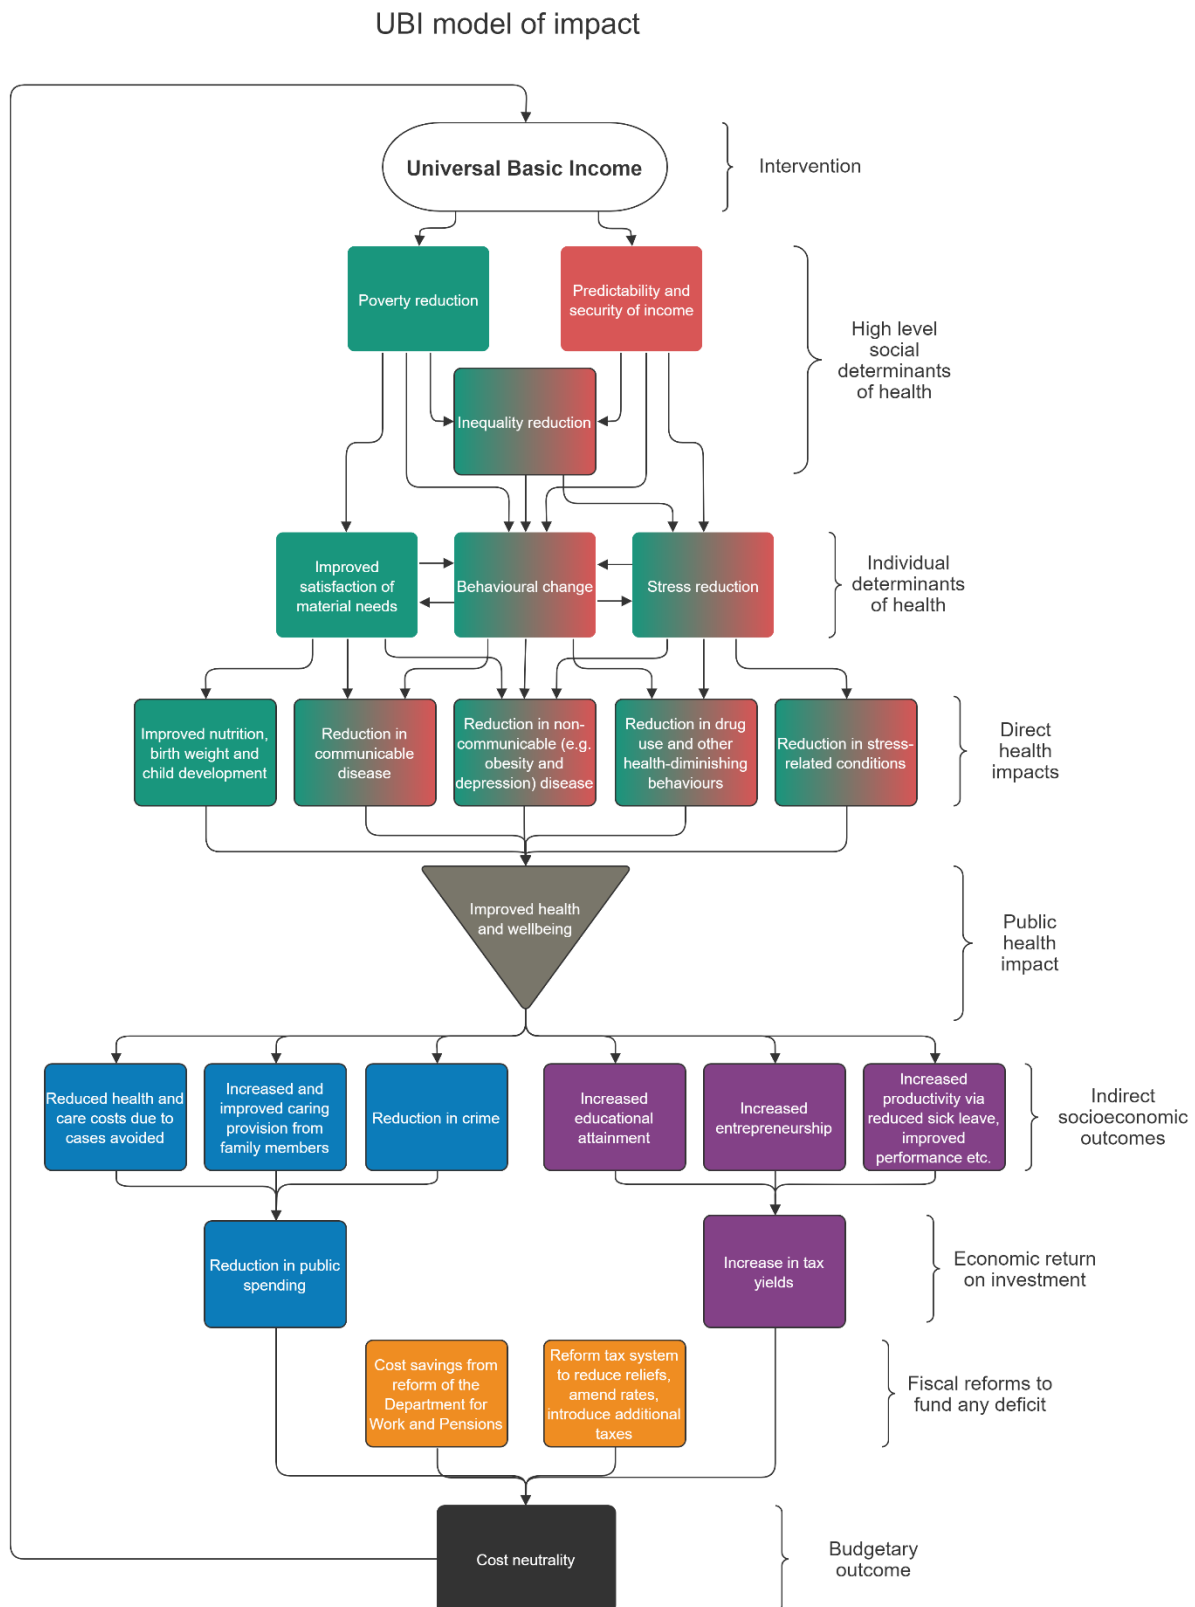 UBI model of impact
Universal Basic Income
Intervention
Poverty reduction
Predictability and
security of income
Inequality reduction
High level
social
determinants
of health
Improved
satisfaction of
material needs
Behavioural change
Stress reduction
Individual
determinants
of health
Improved nutrition,
birth weight and
child development
Reduction in
communicable
disease
Reduction in non-
communicable (e.g.
obesity and
depression) disease
Reduction in drug
use and other
health-diminishing
behaviours
Reduction in stress-
related conditions
Direct
health
impacts
Improved health
and wellbeing
Public
health
impact
Reduced health and
care costs due to
cases avoided
Increased and
improved caring
provision from
family members
Reduction in crime
Increased
educational
attainment
Increased
entrepreneurship
Increased
productivity via
reduced sick leave,
improved
performance etc.
Indirect
socioeconomic
outcomes
Reduction in public
spending
Increase in tax
yields
Economic return
on investment
Cost savings from
reform of the
Department for
Work and Pensions
Reform tax system
to reduce reliefs,
amend rates,
introduce additional
taxes
Fiscal reforms to
fund any deficit
Cost neutrality
Budgetary
outcome